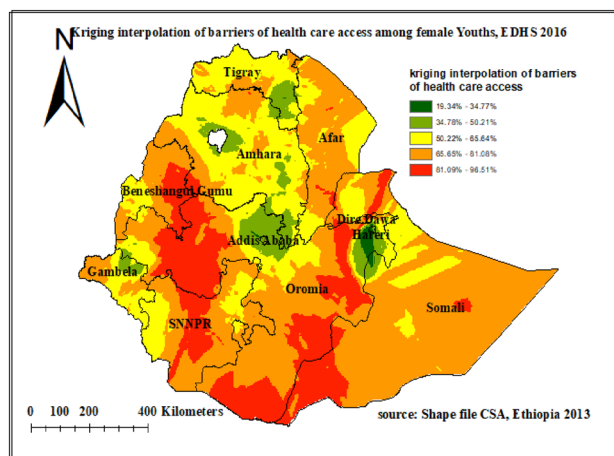 N
Kriging interpolation of barriers of health care access among female Youths, EDHS 2016
kriging interpolation of barriers
of health care access
19.34% - 34.77%
34.78% - 50.21%
50.22% - 65.64%
65.65% - 81.08%
81.09% - 96.51%
Tigray
Afar
Amhara
Beneshangul Gumu
Dire Dawa
Hareri
Addis Ababa
Gambela
Oromia
Somali
SNNPR
0 100 200 400 Kilometers
source: Shape file CSA, Ethiopia 2013